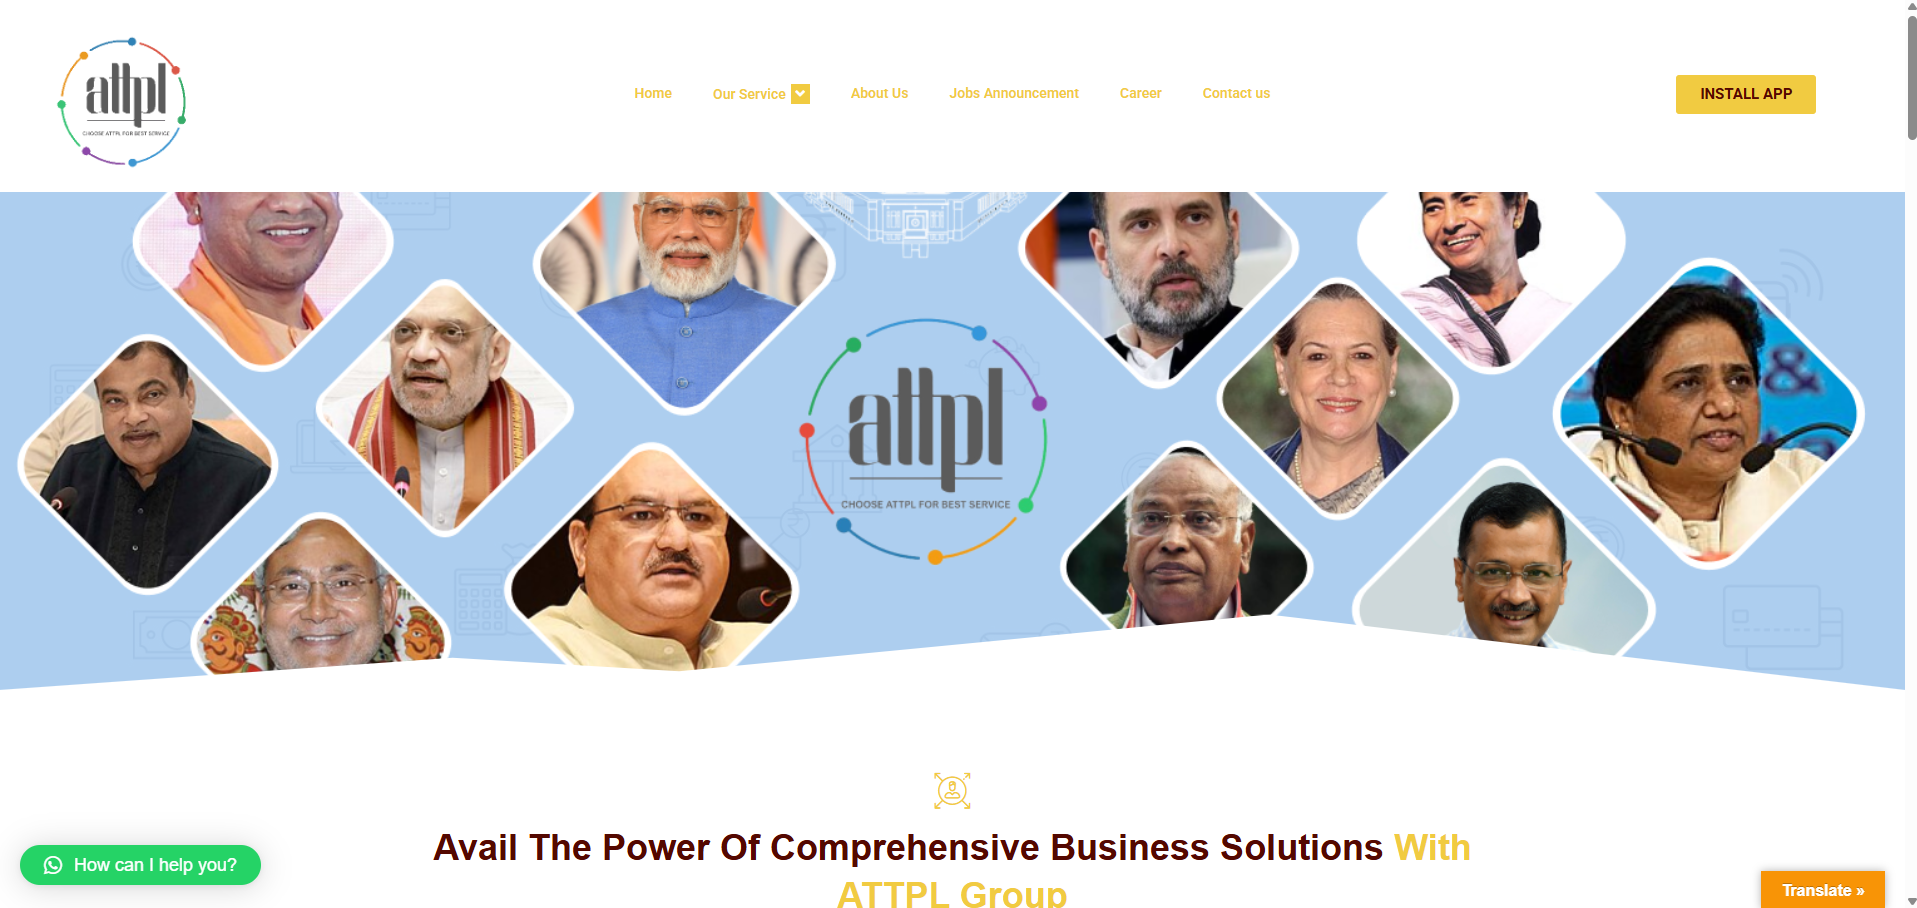 attpl
CHOOSE ATTPL FOR BEST SERVICE
Home
Our Service
About Us
Jobs Announcement
Career
Contact us
INSTALL APP
attpl
CHOOSE ATTPL FOR BEST SERVICE
&
Avail The Power Of Comprehensive Business Solutions With
ATTPL Group
How can I help you?
Translate »